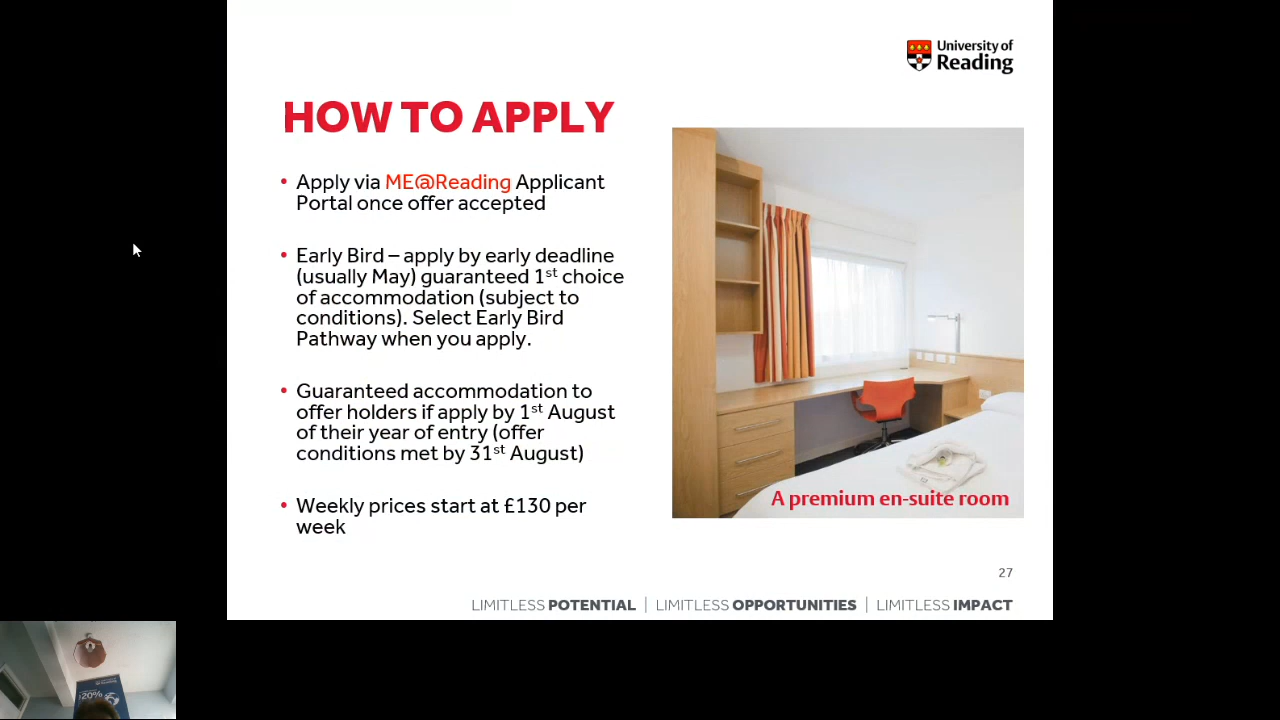 University of
Reading
HOW TO APPLY
• Apply via ME@Reading Applicant
Portal once offer accepted
• Early Bird – apply by early deadline
(usually May) guaranteed 1st choice
of accommodation (subject to
conditions). Select Early Bird
Pathway when you apply.
• Guaranteed accommodation to
offer holders if apply by 1st August
of their year of entry (offer
conditions met by 31st August)
• Weekly prices start at £130 per
week
A premium en-suite room
27
LIMITLESS POTENTIAL | LIMITLESS OPPORTUNITIES | LIMITLESS IMPACT
Reading
20%